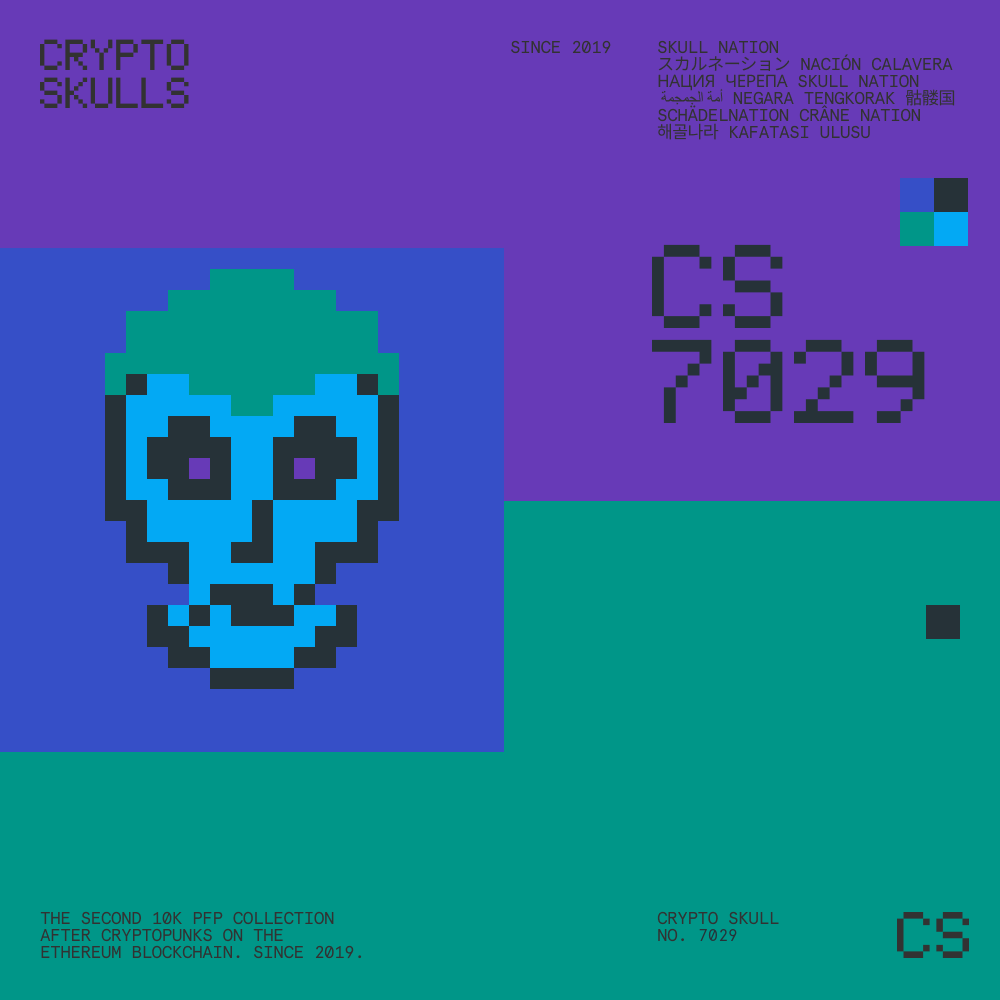 CRYPTO
SKULLS
SINCE 2019
SKULL NATION
スカルネーション NACIÓN CALAVERA
НАЦИЯ ЧЕРЕПА SKULL NATION
أمة الجمجمة NEGARA TENGKORAK 骷髅国
SCHÄDELNATION CRÂNE NATION
해골나라 KAFATASI ULUSU
CS
7029
THE SECOND 10K PFP COLLECTION
AFTER CRYPTOPUNKS ON THE
ETHEREUM BLOCKCHAIN. SINCE 2019.
CRYPTO SKULL
NO. 7029
CS